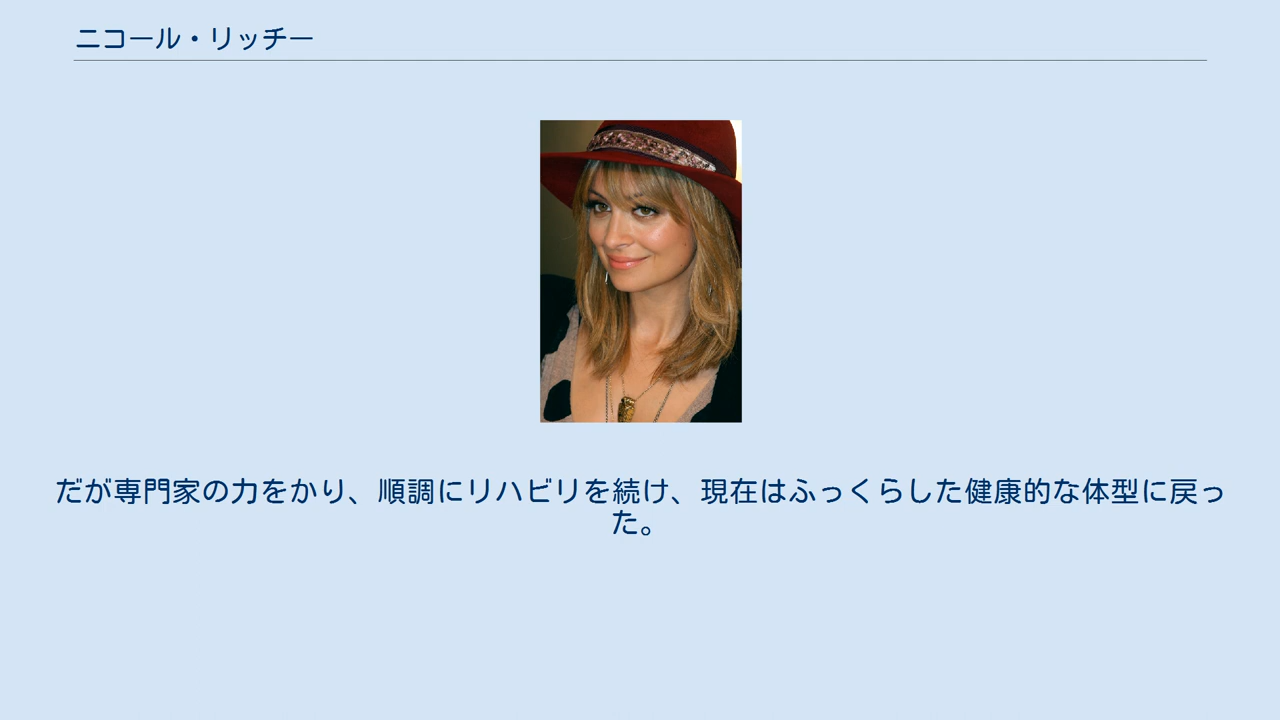 ニコール・リッチー
だが専門家の力をかり、順調にリハビリを続け、現在はふっくらした健康的な体型に戻っ
た。